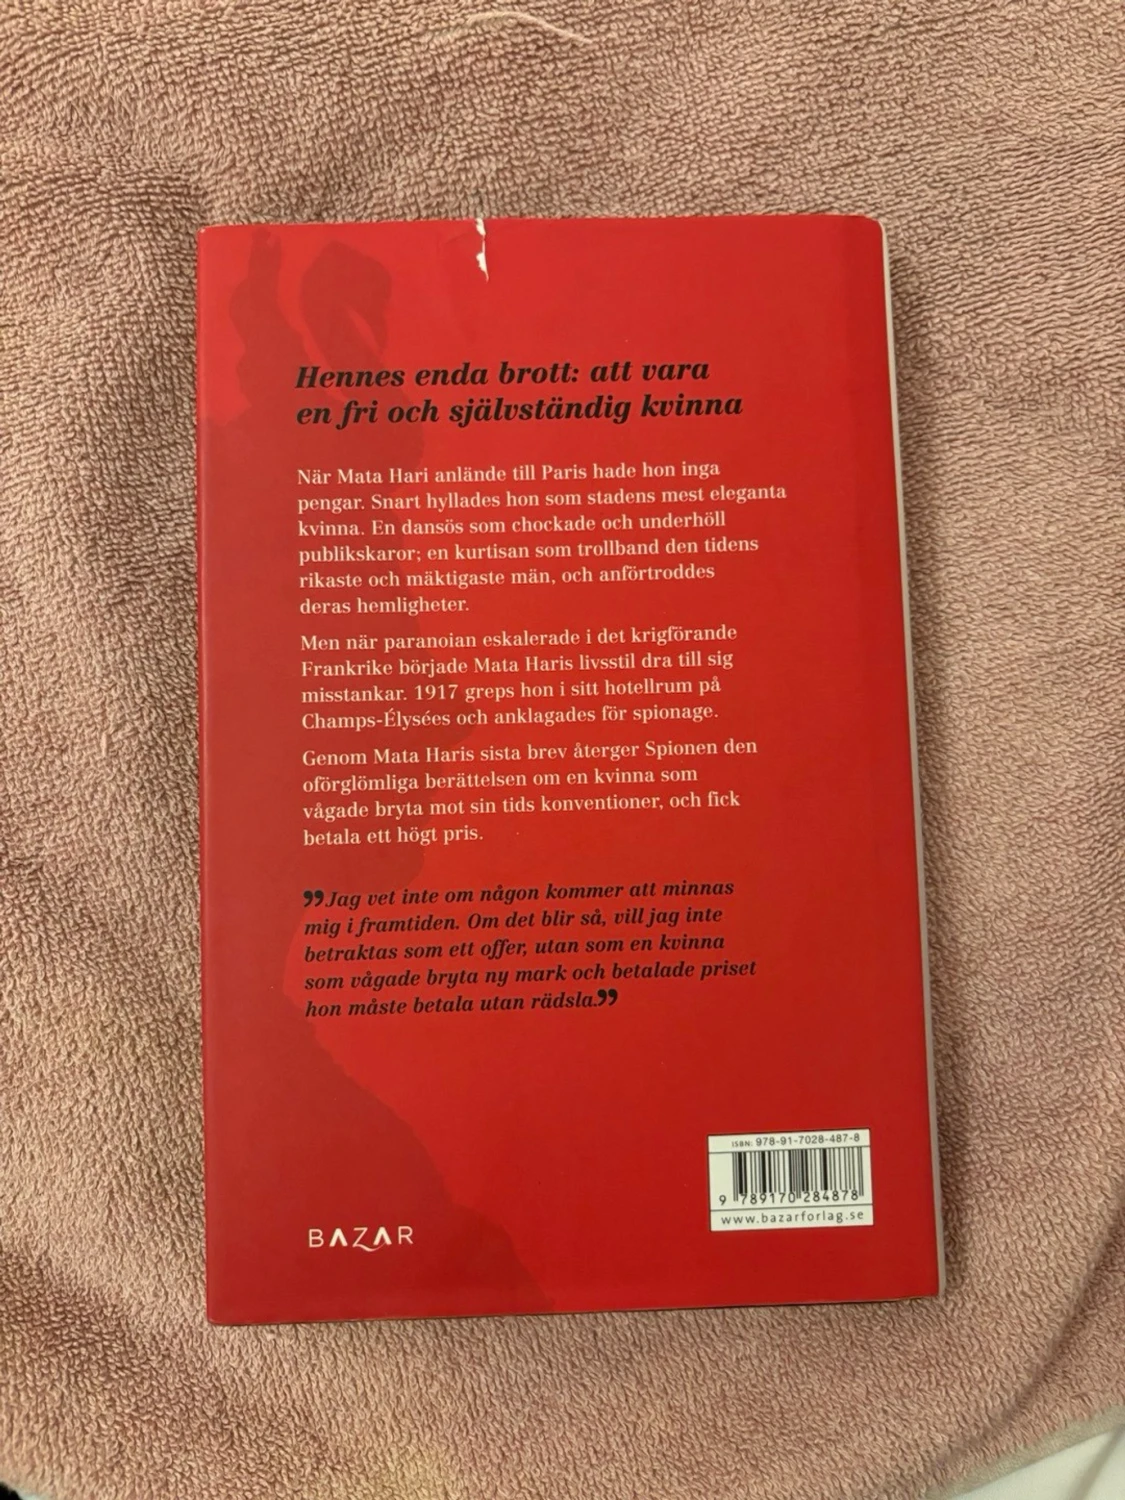 Hennes enda brott: att vara
en fri och självständig kvinna
När Mata Hari anlände till Paris hade hon inga
pengar. Snart hyllades hon som stadens mest eleganta
kvinna. En dansös som chockade och underhöll
publikskaror; en kurtisan som trollband den tidens
rikaste och mäktigaste män, och anförtroddes
deras hemligheter.
Men när paranoian eskalerade i det krigförande
Frankrike började Mata Haris livsstil dra till sig
misstankar. 1917 greps hon i sitt hotellrum på
Champs-Élysées och anklagades för spionage.
Genom Mata Haris sista brev återger Spionen den
oförglömliga berättelsen om en kvinna som
vågade bryta mot sin tids konventioner, och fick
betala ett högt pris.
”Jag vet inte om någon kommer att minnas
mig i framtiden. Om det blir så, vill jag inte
betraktas som ett offer, utan som en kvinna
som vågade bryta ny mark och betalade priset
hon måste betala utan rädsla.”
ISBN: 978-91-7028-487-8
9 789170 284878
www.bazarforlag.se
BAZAR